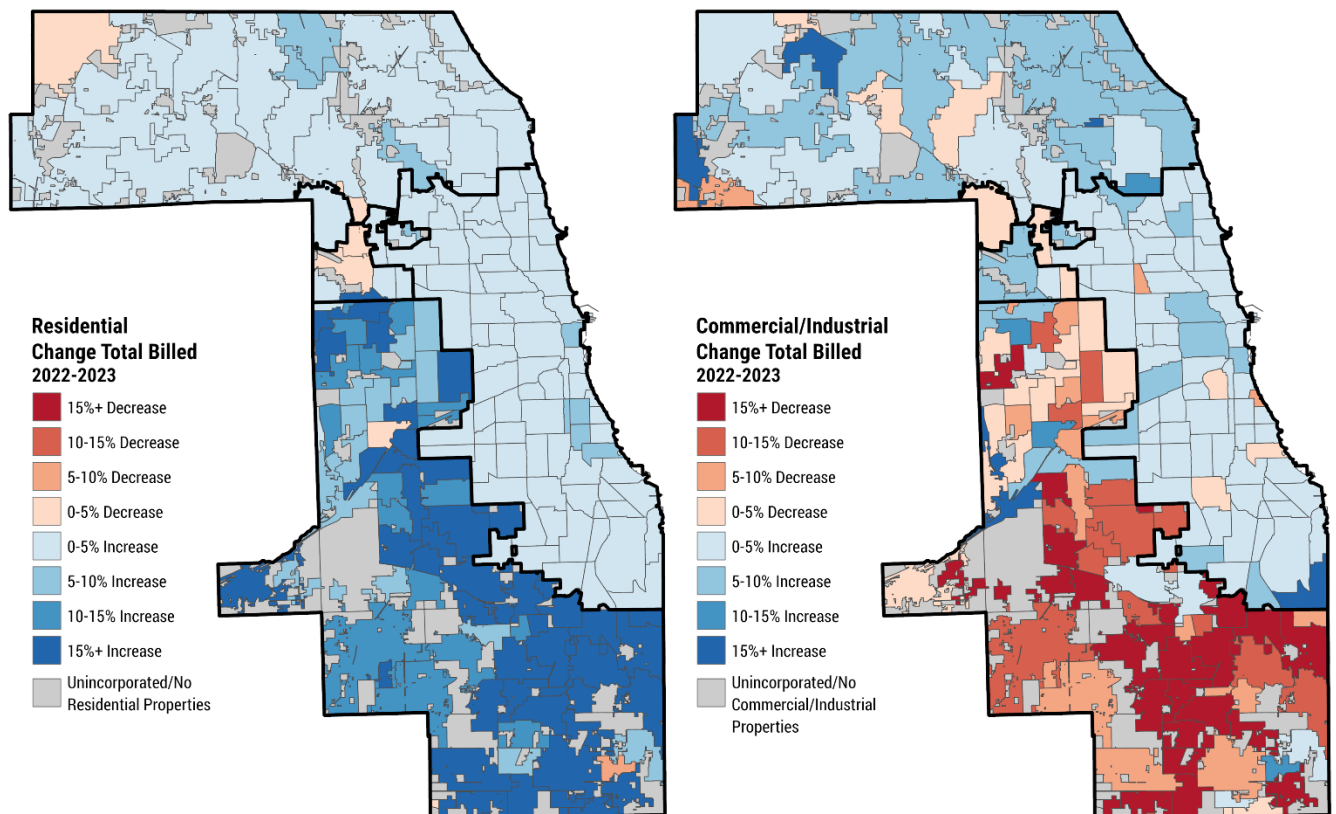 Residential
Change Total Billed
2022-2023
15%+ Decrease
10-15% Decrease
5-10% Decrease
0-5% Decrease
0-5% Increase
5-10% Increase
10-15% Increase
15%+ Increase
Unincorporated/No
Residential Properties
Commercial/Industrial
Change Total Billed
2022-2023
15%+ Decrease
10-15% Decrease
5-10% Decrease
0-5% Decrease
0-5% Increase
5-10% Increase
10-15% Increase
15%+ Increase
Unincorporated/No
Commercial/Industrial
Properties